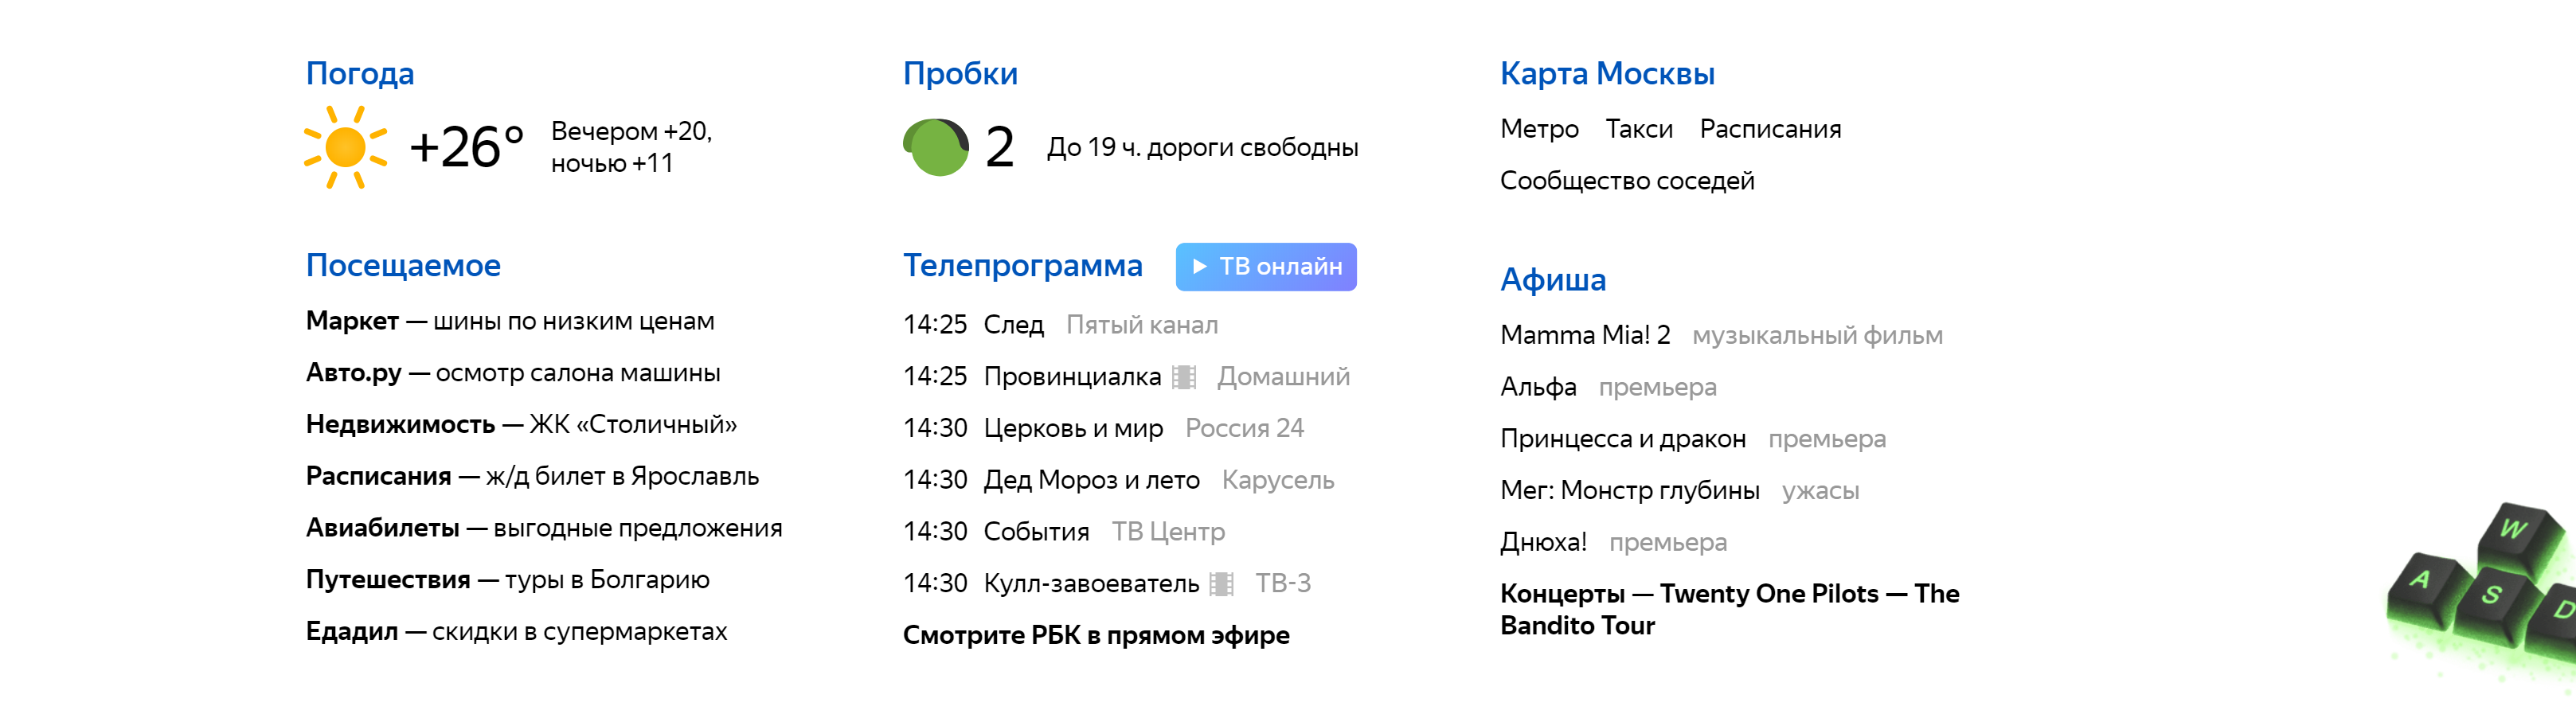 Погода
+26°
Вечером +20,
ночью +11
Пробки
2
До 19 ч. дороги свободны
Карта Москвы
Метро Такси Расписания
Сообщество соседей
Посещаемое
Маркет — шины по низким ценам
Авто.ру — осмотр салона машины
Недвижимость — ЖК «Столичный»
Расписания — ж/д билет в Ярославль
Авиабилеты — выгодные предложения
Путешествия — туры в Болгарию
Едадил — скидки в супермаркетах
Телепрограмма ТВ онлайн
14:25 След Пятый канал
14:25 Провинциалка Домашний
14:30 Церковь и мир Россия 24
14:30 Дед Мороз и лето Карусель
14:30 События ТВ Центр
14:30 Кулл-завоеватель ТВ-3
Смотрите РБК в прямом эфире
Афиша
Mamma Mia! 2 музыкальный фильм
Альфа премьера
Принцесса и дракон премьера
Мег: Монстр глубины ужасы
Днюха! премьера
Концерты — Twenty One Pilots — The
Bandito Tour
W
A S D